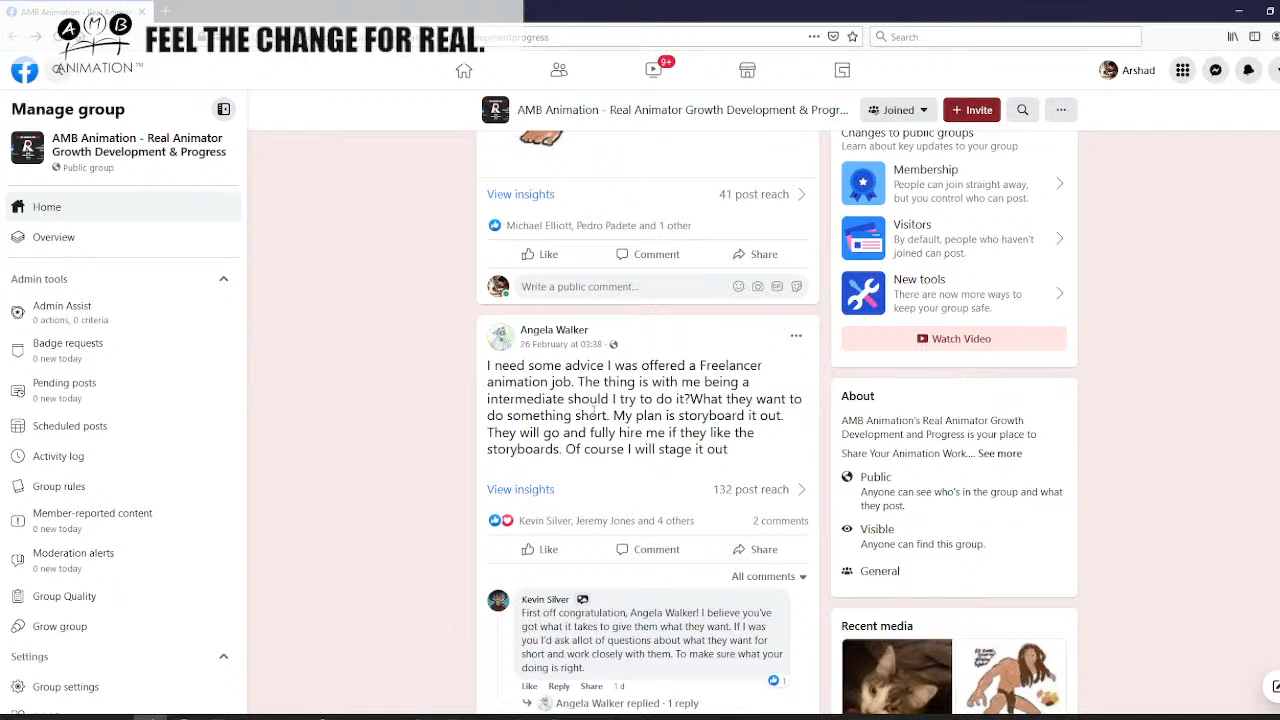 AMB Animation - Real Animat
AMB
ANIMATION™
FEEL THE CHANGE FOR REAL.
Search...
9+
Arshad
Manage group
AMB Animation - Real Animator
Growth Development & Progress
Public group
Home
Overview
Admin tools
Admin Assist
0 actions, 0 criteria
Badge requests
0 new today
Pending posts
0 new today
Scheduled posts
Activity log
Group rules
Member-reported content
0 new today
Moderation alerts
0 new today
Group Quality
Grow group
Settings
Group settings
AMB Animation - Real Animator Growth Development & Progr...
Joined
+ Invite
View insights
41 post reach
Michael Elliott, Pedro Padete and 1 other
Like
Comment
Share
Write a public comment...
Angela Walker
26 February at 03:38
I need some advice I was offered a Freelancer
animation job. The thing is with me being a
intermediate should I try to do it?What they want to
do something short. My plan is storyboard it out.
They will go and fully hire me if they like the
storyboards. Of course I will stage it out
View insights
132 post reach
Kevin Silver, Jeremy Jones and 4 others
2 comments
Like
Comment
Share
All comments
Kevin Silver
First off congratulation, Angela Walker! I believe you've
got what it takes to give them what they want. If I was
you I'd ask allot of questions about what they want for
short and work closely with them. To make sure what your
doing is right.
1
Like Reply Share 1 d
Angela Walker replied · 1 reply
Changes to public groups
Learn about key updates to your group
Membership
People can join straight away,
but you control who can post.
Visitors
By default, people who haven't
joined can post.
New tools
There are now more ways to
keep your group safe.
Watch Video
About
AMB Animation's Real Animator Growth
Development and Progress is your place to
Share Your Animation Work.... See more
Public
Anyone can see who's in the group and what
they post.
Visible
Anyone can find this group.
General
Recent media